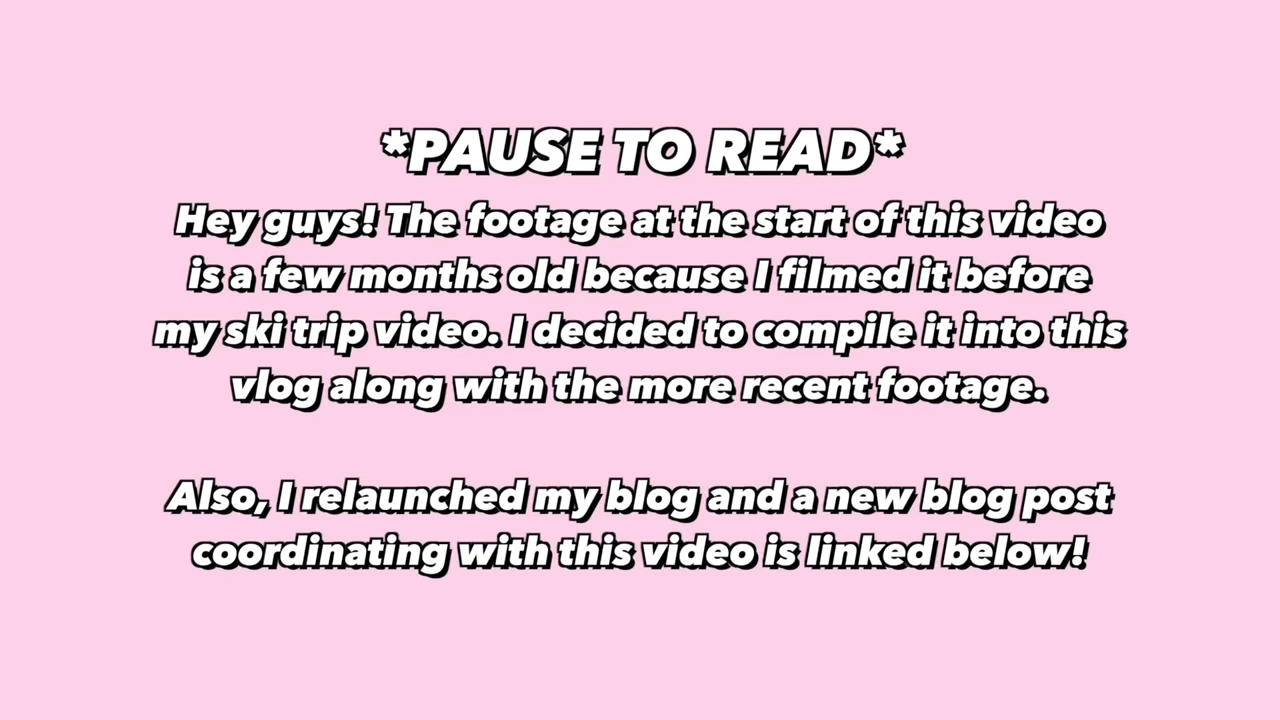 *PAUSE TO READ*
Hey guys! The footage at the start of this video
is a few months old because I filmed it before
my ski trip video. I decided to compile it into this
vlog along with the more recent footage.
Also, I relaunched my blog and a new blog post
coordinating with this video is linked below!